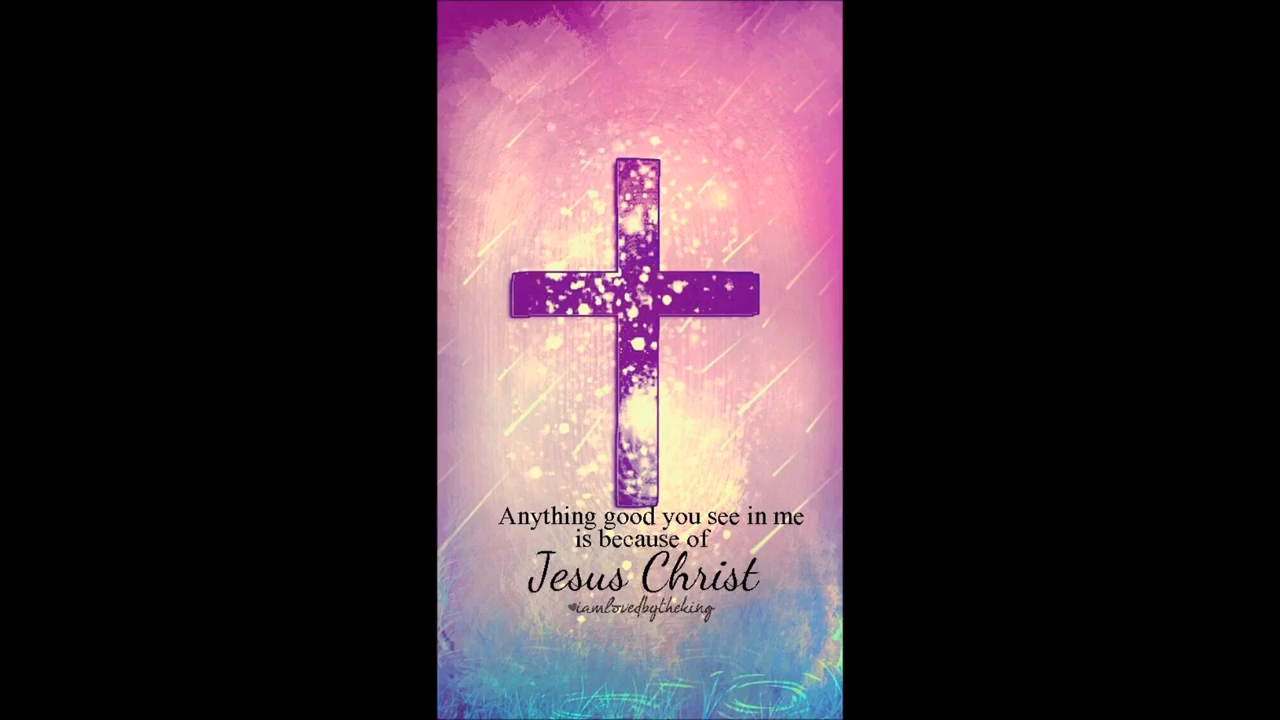 Anything good you see in me
is because of
Jesus Christ
♥iamlovedbytheking